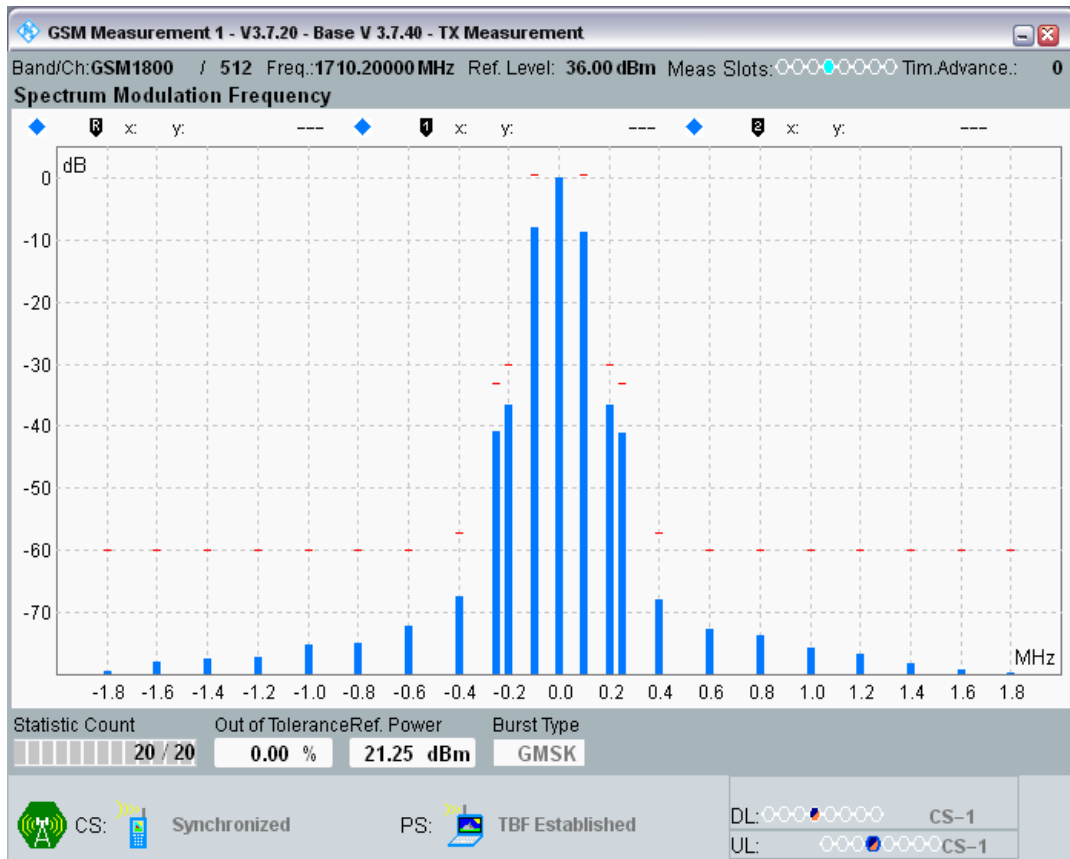 GSM Measurement 1 - V3.7.20 - Base V 3.7.40 - TX Measurement
Band/Ch:GSM1800 / 512 Freq.:1710.20000 MHz Ref. Level: 36.00 dBm Meas Slots: Tim.Advance.: 0
Spectrum Modulation Frequency
R x: y: --- 1 x: y: --- 2 x: y: ---
dB
0
-10
-20
-30
-40
-50
-60
-70
MHz
-1.8 -1.6 -1.4 -1.2 -1.0 -0.8 -0.6 -0.4 -0.2 0.0 0.2 0.4 0.6 0.8 1.0 1.2 1.4 1.6 1.8
Statistic Count Out of Tolerance Ref. Power Burst Type
20 / 20 0.00 % 21.25 dBm GMSK
CS: Synchronized PS: TBF Established
DL: CS-1
UL: CS-1